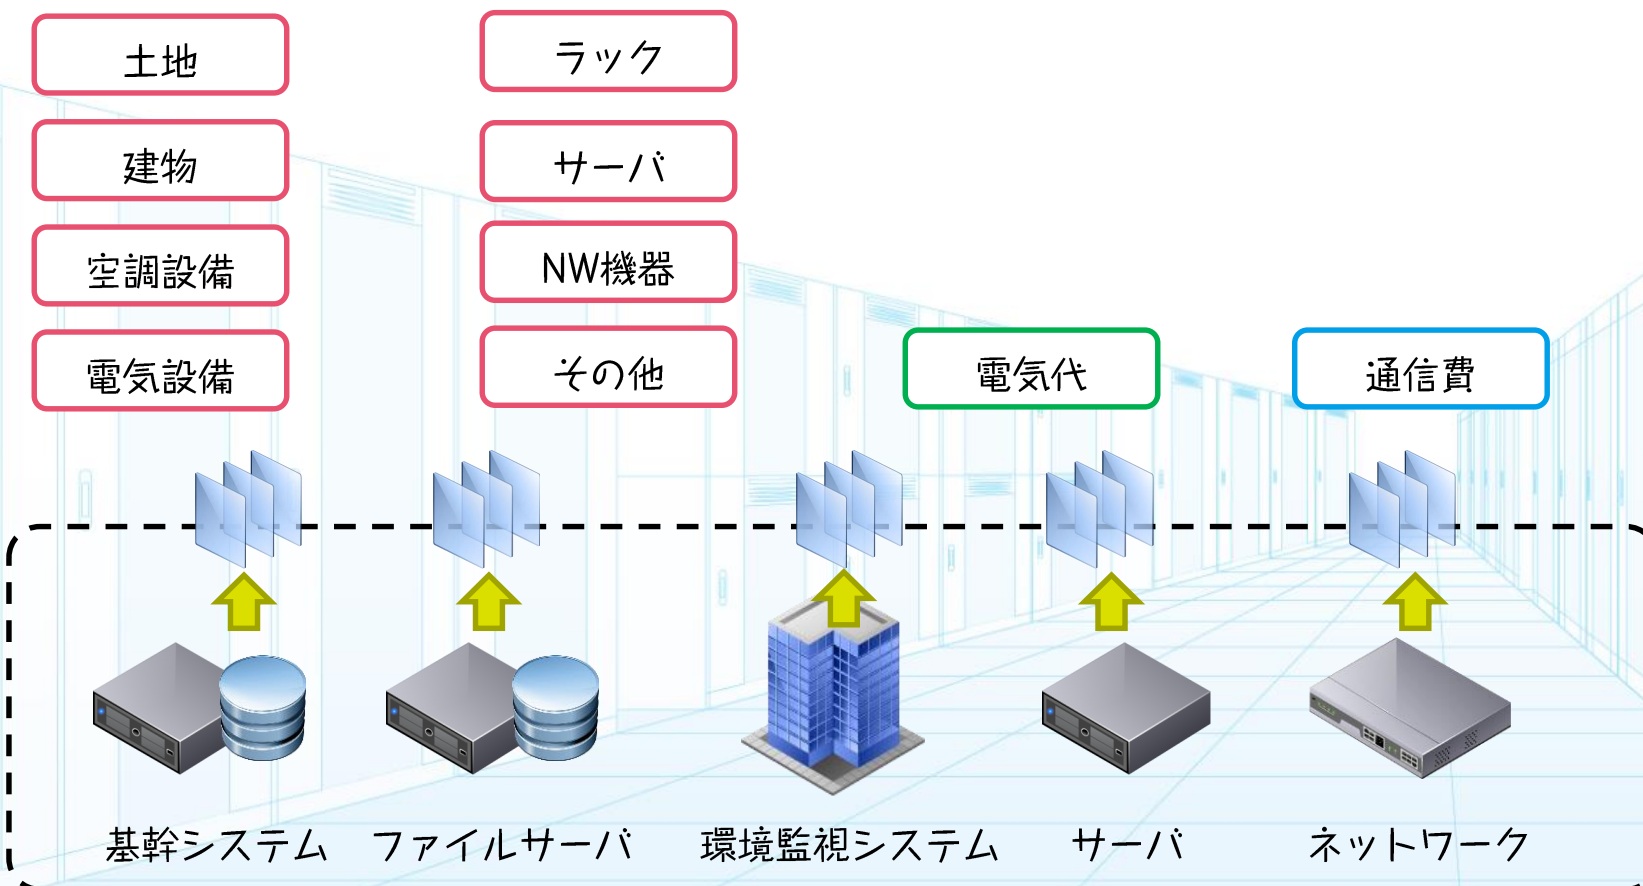 土地
ラック
建物
サーバ
空調設備
NW機器
電気設備
その他
電気代
通信費
基幹システム
ファイルサーバ
環境監視システム
サーバ
ネットワーク